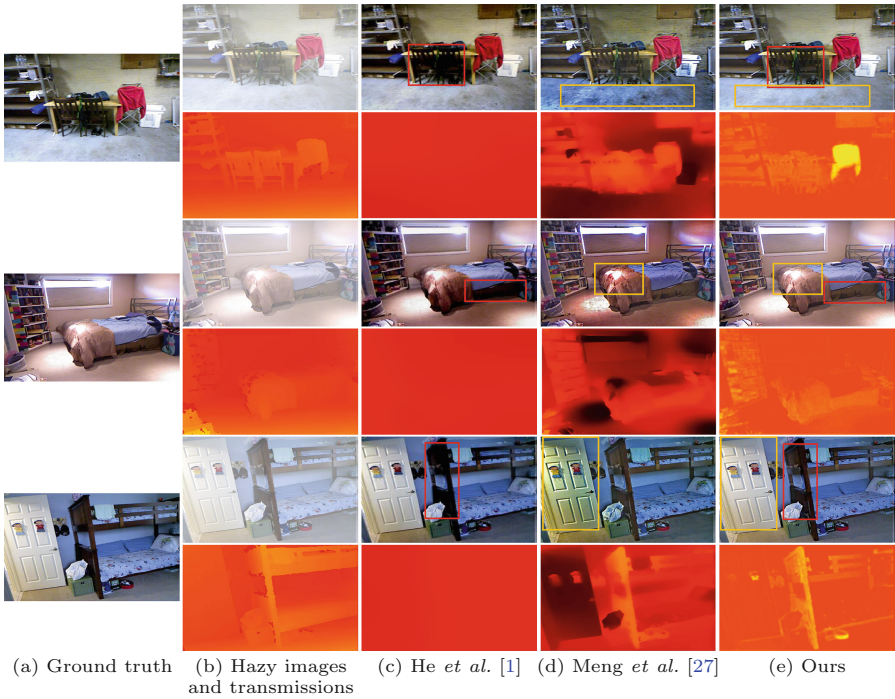 (a) Ground truth
(b) Hazy images
and transmissions
(c) He et al. [1]
(d) Meng et al. [27]
(e) Ours